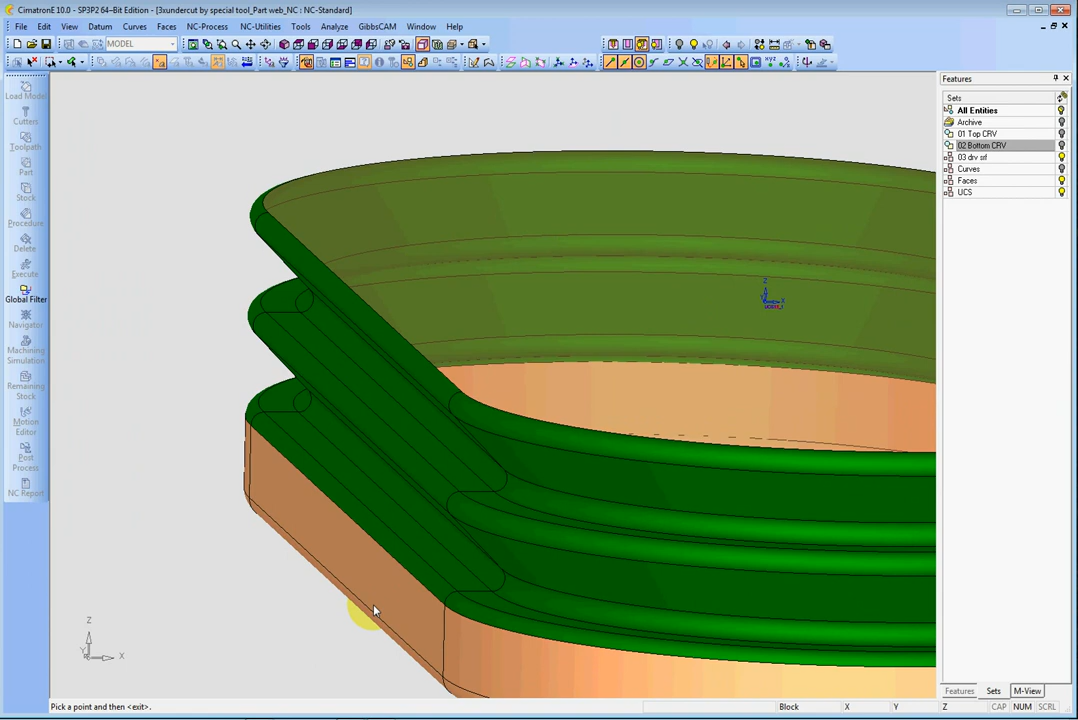 CimatronE 10.0 - SP3P2 64-Bit Edition - [3xundercut by special tool_Part web_NC : NC-Standard]
File Edit View Datum Curves Faces NC-Process NC-Utilities Tools Analyze GibbsCAM Window Help
MODEL
Load Model
Cutters
Toolpath
Part
Stock
Procedure
Delete
Execute
Global Filter
Navigator
Machining Simulation
Remaining Stock
Motion Editor
Post Process
NC Report
Features
Sets
All Entities
Archive
01 Top CRV
02 Bottom CRV
03 drv srf
Curves
Faces
UCS
Z
X
Z
Y
X
Features Sets M-View
Pick a point and then <exit>.
Block X Y Z CAP NUM SCRL